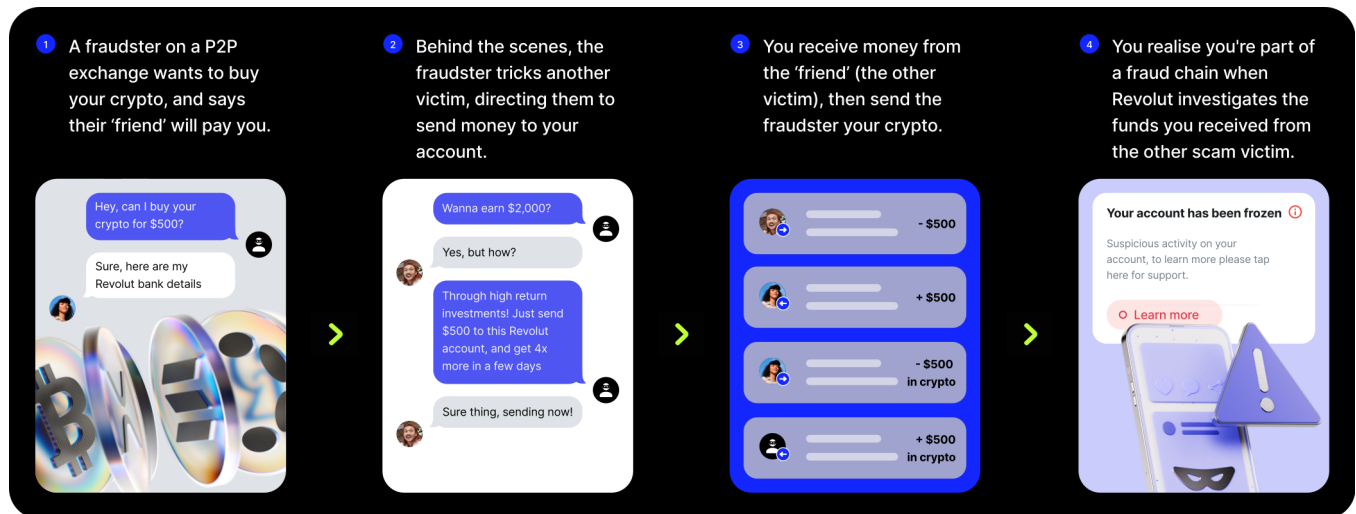 1
A fraudster on a P2P
exchange wants to buy
your crypto, and says
their ‘friend’ will pay you.
Hey, can I buy your
crypto for $500?
Sure, here are my
Revolut bank details
2
Behind the scenes, the
fraudster tricks another
victim, directing them to
send money to your
account.
Wanna earn $2,000?
Yes, but how?
Through high return
investments! Just send
$500 to this Revolut
account, and get 4x
more in a few days
Sure thing, sending now!
3
You receive money from
the ‘friend’ (the other
victim), then send the
fraudster your crypto.
- $500
+ $500
- $500
in crypto
+ $500
in crypto
4
You realise you're part of
a fraud chain when
Revolut investigates the
funds you received from
the other scam victim.
Your account has been frozen
Suspicious activity on your
account, to learn more please tap
here for support.
Learn more